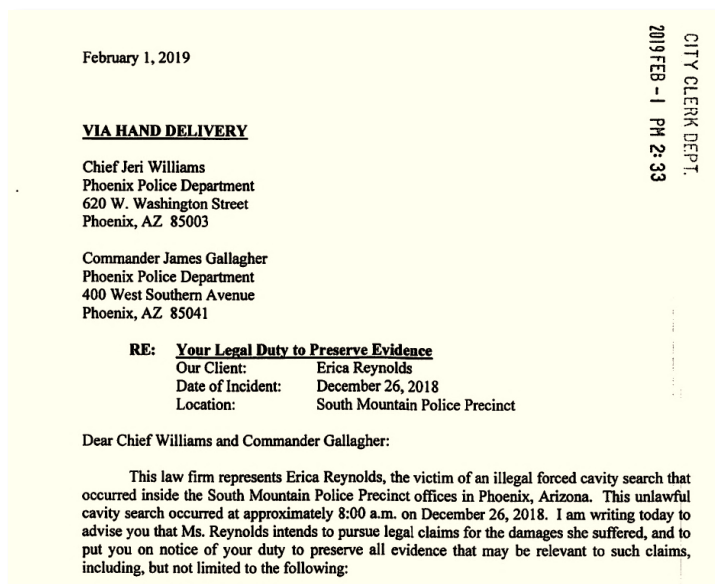 February 1, 2019
CITY CLERK DEPT.
2019 FEB -1 PM 2:33
VIA HAND DELIVERY
Chief Jeri Williams
Phoenix Police Department
620 W. Washington Street
Phoenix, AZ 85003
Commander James Gallagher
Phoenix Police Department
400 West Southern Avenue
Phoenix, AZ 85041
RE: Your Legal Duty to Preserve Evidence
Our Client: Erica Reynolds
Date of Incident: December 26, 2018
Location: South Mountain Police Precinct
Dear Chief Williams and Commander Gallagher:
This law firm represents Erica Reynolds, the victim of an illegal forced cavity search that
occurred inside the South Mountain Police Precinct offices in Phoenix, Arizona. This unlawful
cavity search occurred at approximately 8:00 a.m. on December 26, 2018. I am writing today to
advise you that Ms. Reynolds intends to pursue legal claims for the damages she suffered, and to
put you on notice of your duty to preserve all evidence that may be relevant to such claims,
including, but not limited to the following: